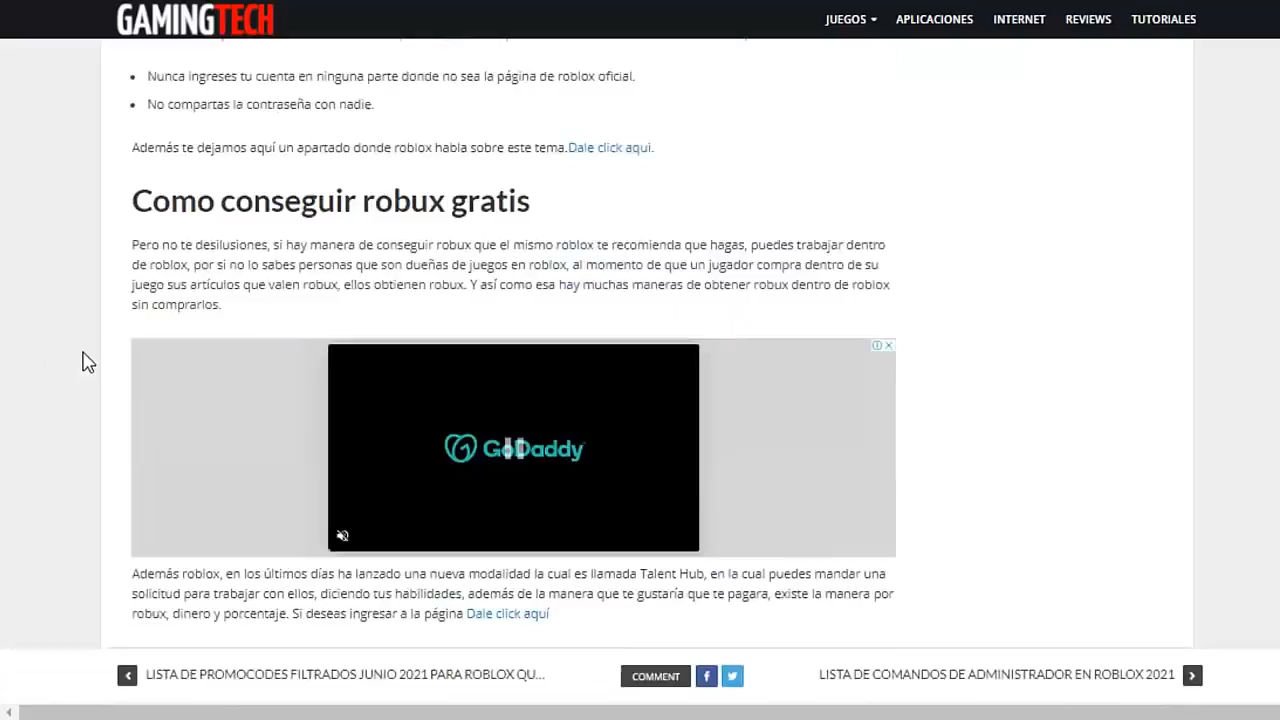 GAMINGTECH
JUEGOS
APLICACIONES
INTERNET
REVIEWS
TUTORIALES
Nunca ingreses tu cuenta en ninguna parte donde no sea la página de roblox oficial.
No compartas la contraseña con nadie.
Además te dejamos aquí un apartado donde roblox habla sobre este tema.Dale click aqui.
Como conseguir robux gratis
Pero no te desilusiones, si hay manera de conseguir robux que el mismo roblox te recomienda que hagas, puedes trabajar dentro
de roblox, por si no lo sabes personas que son dueñas de juegos en roblox, al momento de que un jugador compra dentro de su
juego sus artículos que valen robux, ellos obtienen robux. Y así como esa hay muchas maneras de obtener robux dentro de roblox
sin comprarlos.
GoDaddy
Además roblox, en los últimos días ha lanzado una nueva modalidad la cual es llamada Talent Hub, en la cual puedes mandar una
solicitud para trabajar con ellos, diciendo tus habilidades, además de la manera que te gustaría que te pagara, existe la manera por
robux, dinero y porcentaje. Si deseas ingresar a la página Dale click aquí
LISTA DE PROMOCODES FILTRADOS JUNIO 2021 PARA ROBLOX QU...
COMMENT
LISTA DE COMANDOS DE ADMINISTRADOR EN ROBLOX 2021